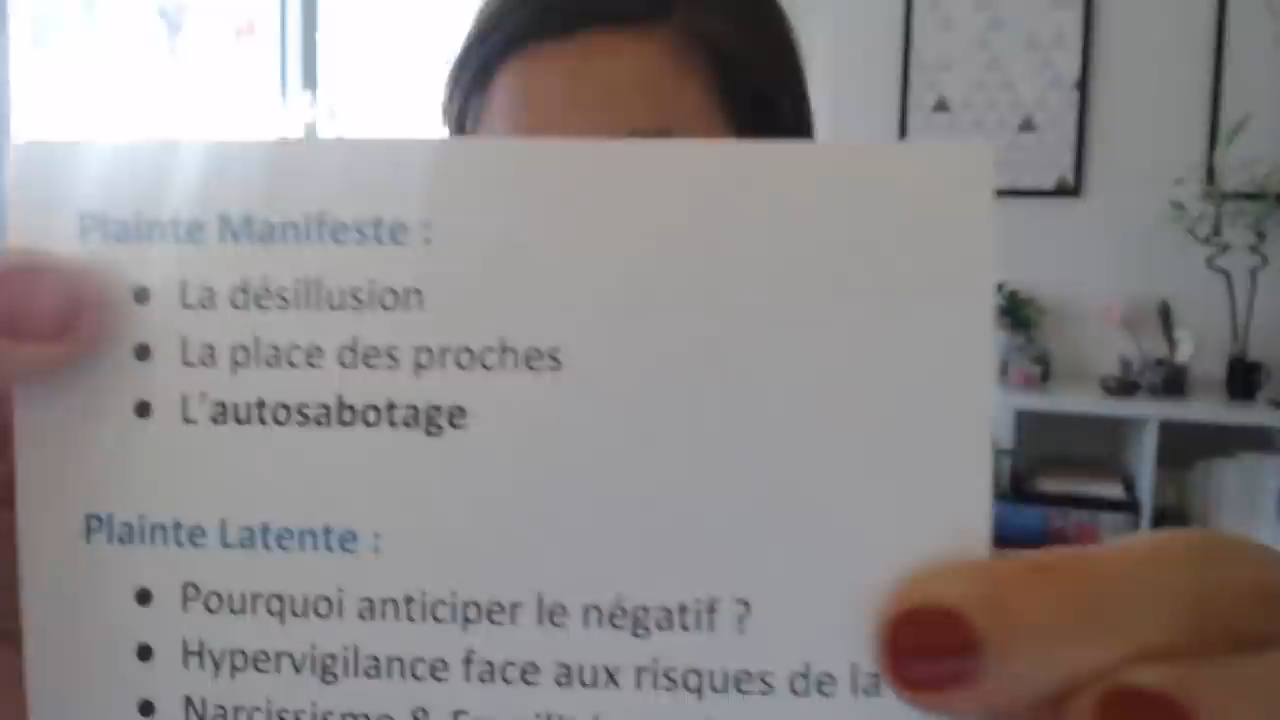 Plainte Manifeste :
• La désillusion
• La place des proches
• L'autosabotage
Plainte Latente :
• Pourquoi anticiper le négatif ?
• Hypervigilance face aux risques de la
• Narcissisme &